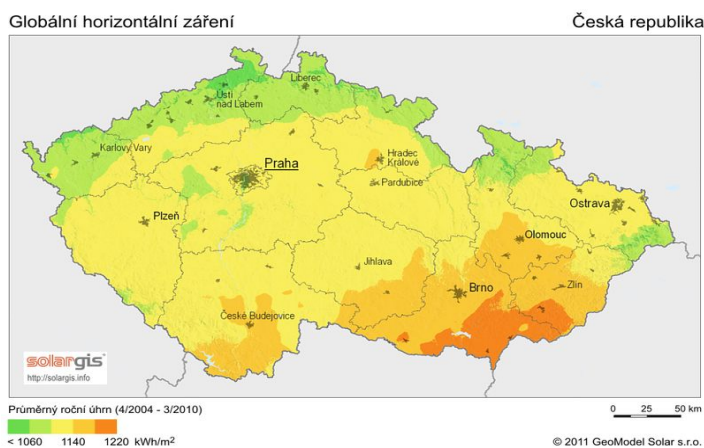 Globální horizontální záření
Česká republika
Liberec
Ústí
nad Labem
Karlovy Vary
Praha
Hradec
Králové
Pardubice
Plzeň
Ostrava
Olomouc
Jihlava
Brno
Zlín
České Budejovice
solargis
http://solargis.info
Průměrný roční úhrn (4/2004 - 3/2010)
0 25 50 km
< 1060 1140 1220 kWh/m²
© 2011 GeoModel Solar s.r.o.